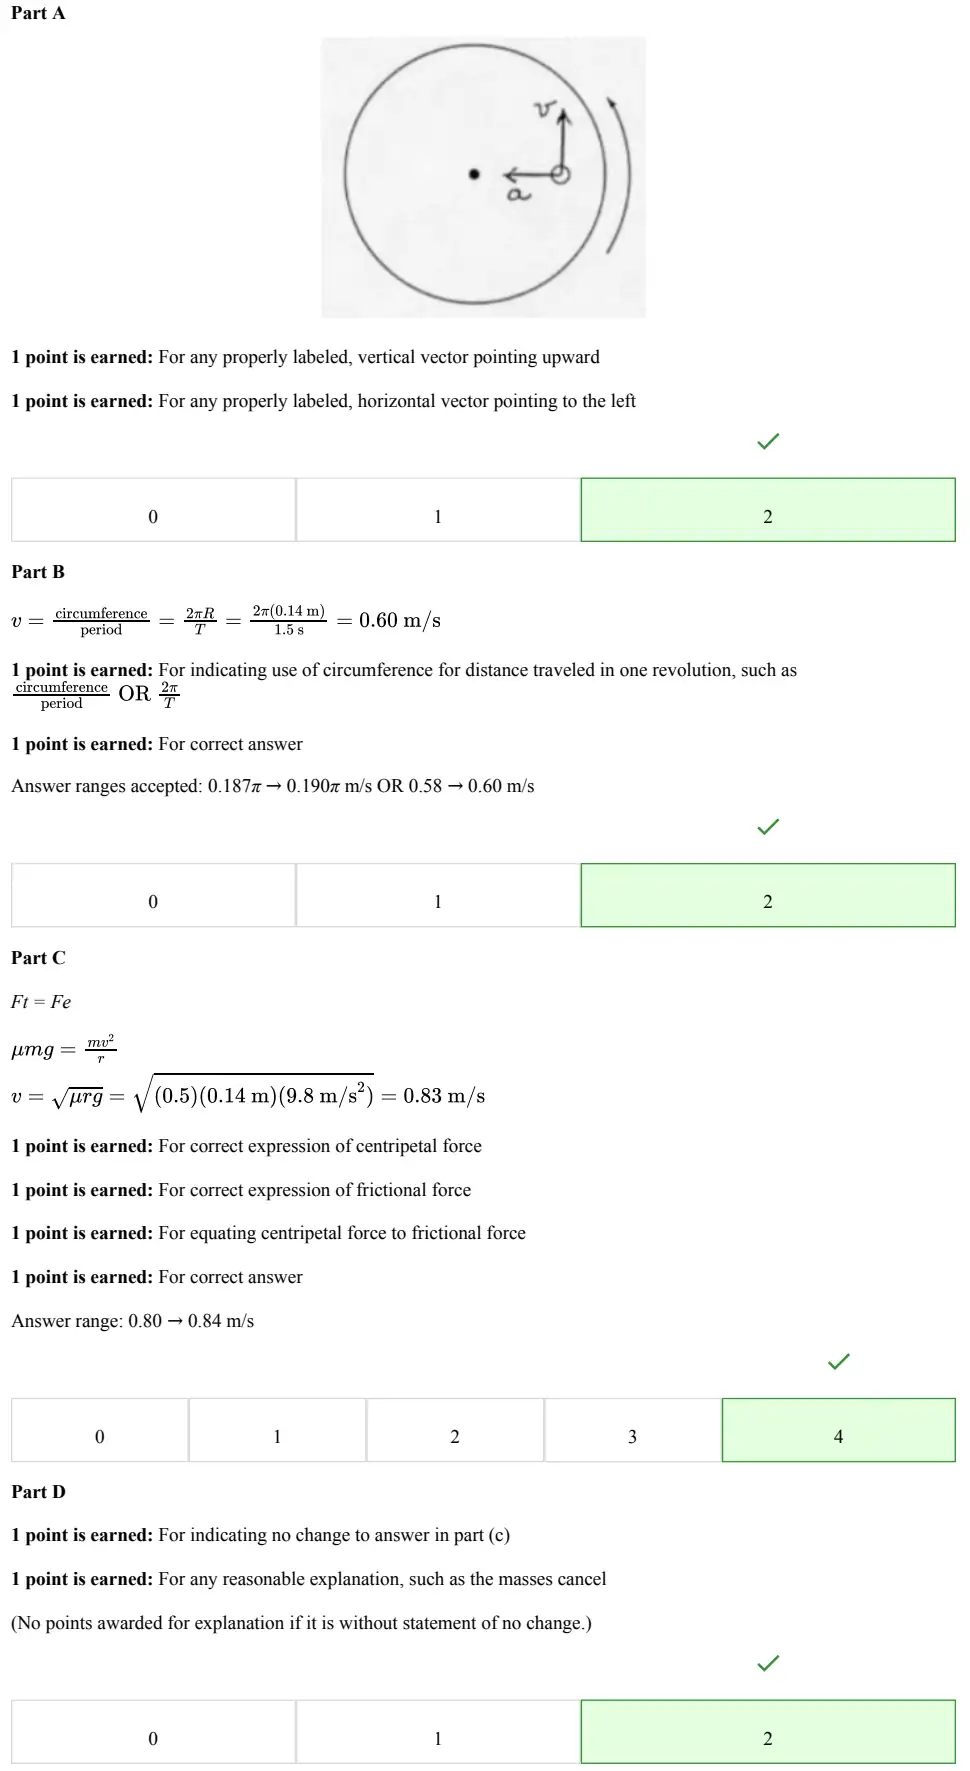 Part A
v
a
1 point is earned: For any properly labeled, vertical vector pointing upward
1 point is earned: For any properly labeled, horizontal vector pointing to the left
✓
0 1 2
Part B
v = circumference/period = 2πR/T = 2π(0.14 m)/1.5 s = 0.60 m/s
1 point is earned: For indicating use of circumference for distance traveled in one revolution, such as
circumference/period OR 2π/T
1 point is earned: For correct answer
Answer ranges accepted: 0.187π → 0.190π m/s OR 0.58 → 0.60 m/s
✓
0 1 2
Part C
Ft = Fe
μmg = mv²/r
v = √μrg = √(0.5)(0.14 m)(9.8 m/s²) = 0.83 m/s
1 point is earned: For correct expression of centripetal force
1 point is earned: For correct expression of frictional force
1 point is earned: For equating centripetal force to frictional force
1 point is earned: For correct answer
Answer range: 0.80 → 0.84 m/s
✓
0 1 2 3 4
Part D
1 point is earned: For indicating no change to answer in part (c)
1 point is earned: For any reasonable explanation, such as the masses cancel
(No points awarded for explanation if it is without statement of no change.)
✓
0 1 2